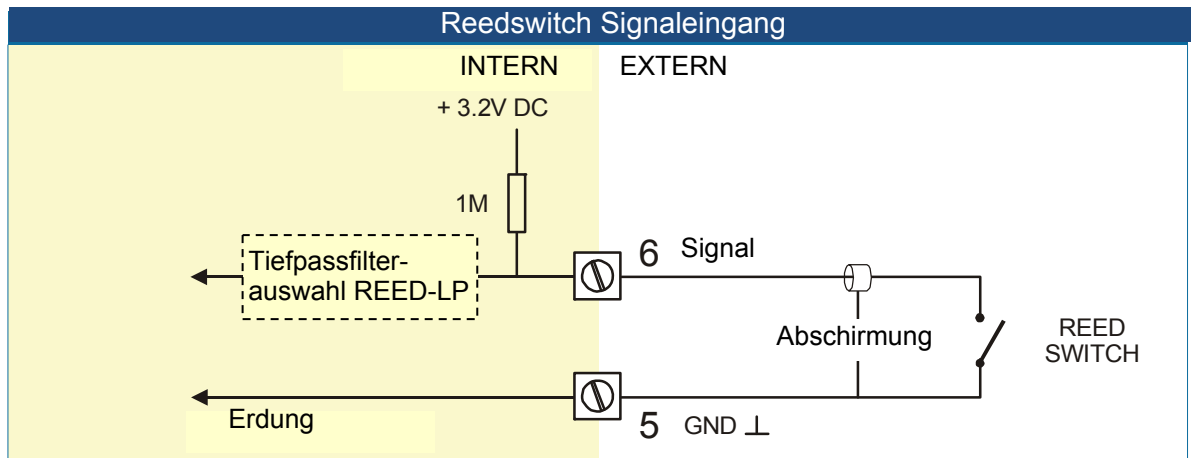 Reedswitch Signaleingang
INTERN
EXTERN
+ 3.2V DC
1M
Tiefpassfilter-
auswahl REED-LP
6
Signal
Abschirmung
REED
SWITCH
Erdung
5
GND ⊥